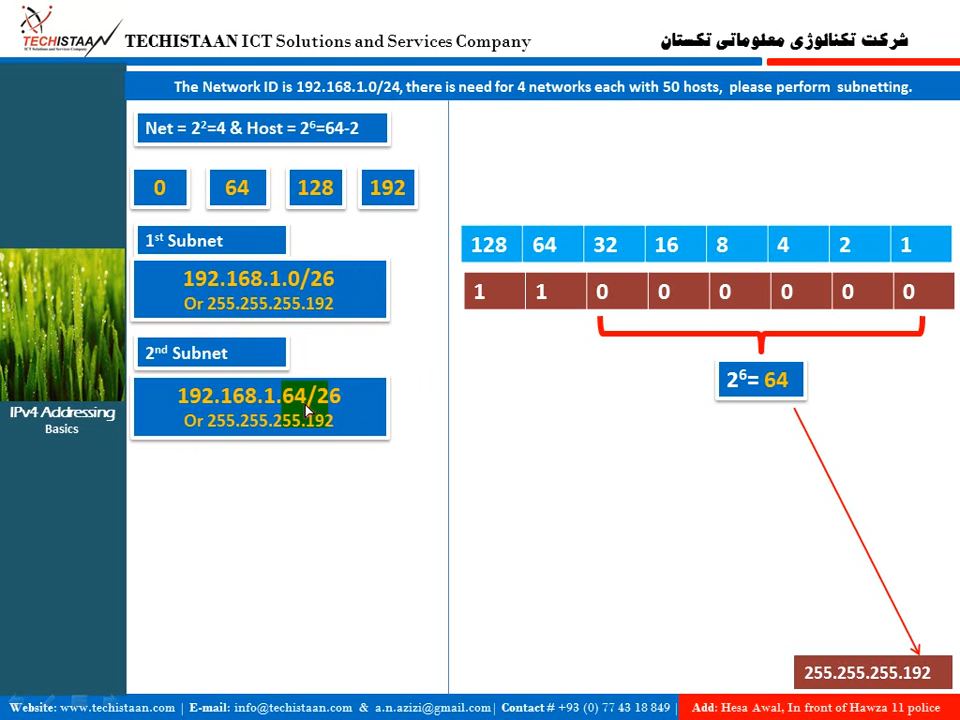 TECHISTAAN
ICT Solutions and Services Company
TECHISTAAN ICT Solutions and Services Company
شرکت تکنالوژی معلوماتی تکستان
The Network ID is 192.168.1.0/24, there is need for 4 networks each with 50 hosts, please perform subnetting.
Net = 2²=4 & Host = 2⁶=64-2
0 64 128 192
1st Subnet
192.168.1.0/26
Or 255.255.255.192
2nd Subnet
192.168.1.64/26
Or 255.255.255.192
IPv4 Addressing
Basics
128 64 32 16 8 4 2 1
1 1 0 0 0 0 0 0
2⁶= 64
255.255.255.192
Website: www.techistaan.com | E-mail: info@techistaan.com & a.n.azizi@gmail.com| Contact # +93 (0) 77 43 18 849 | Add: Hesa Awal, In front of Hawza 11 police